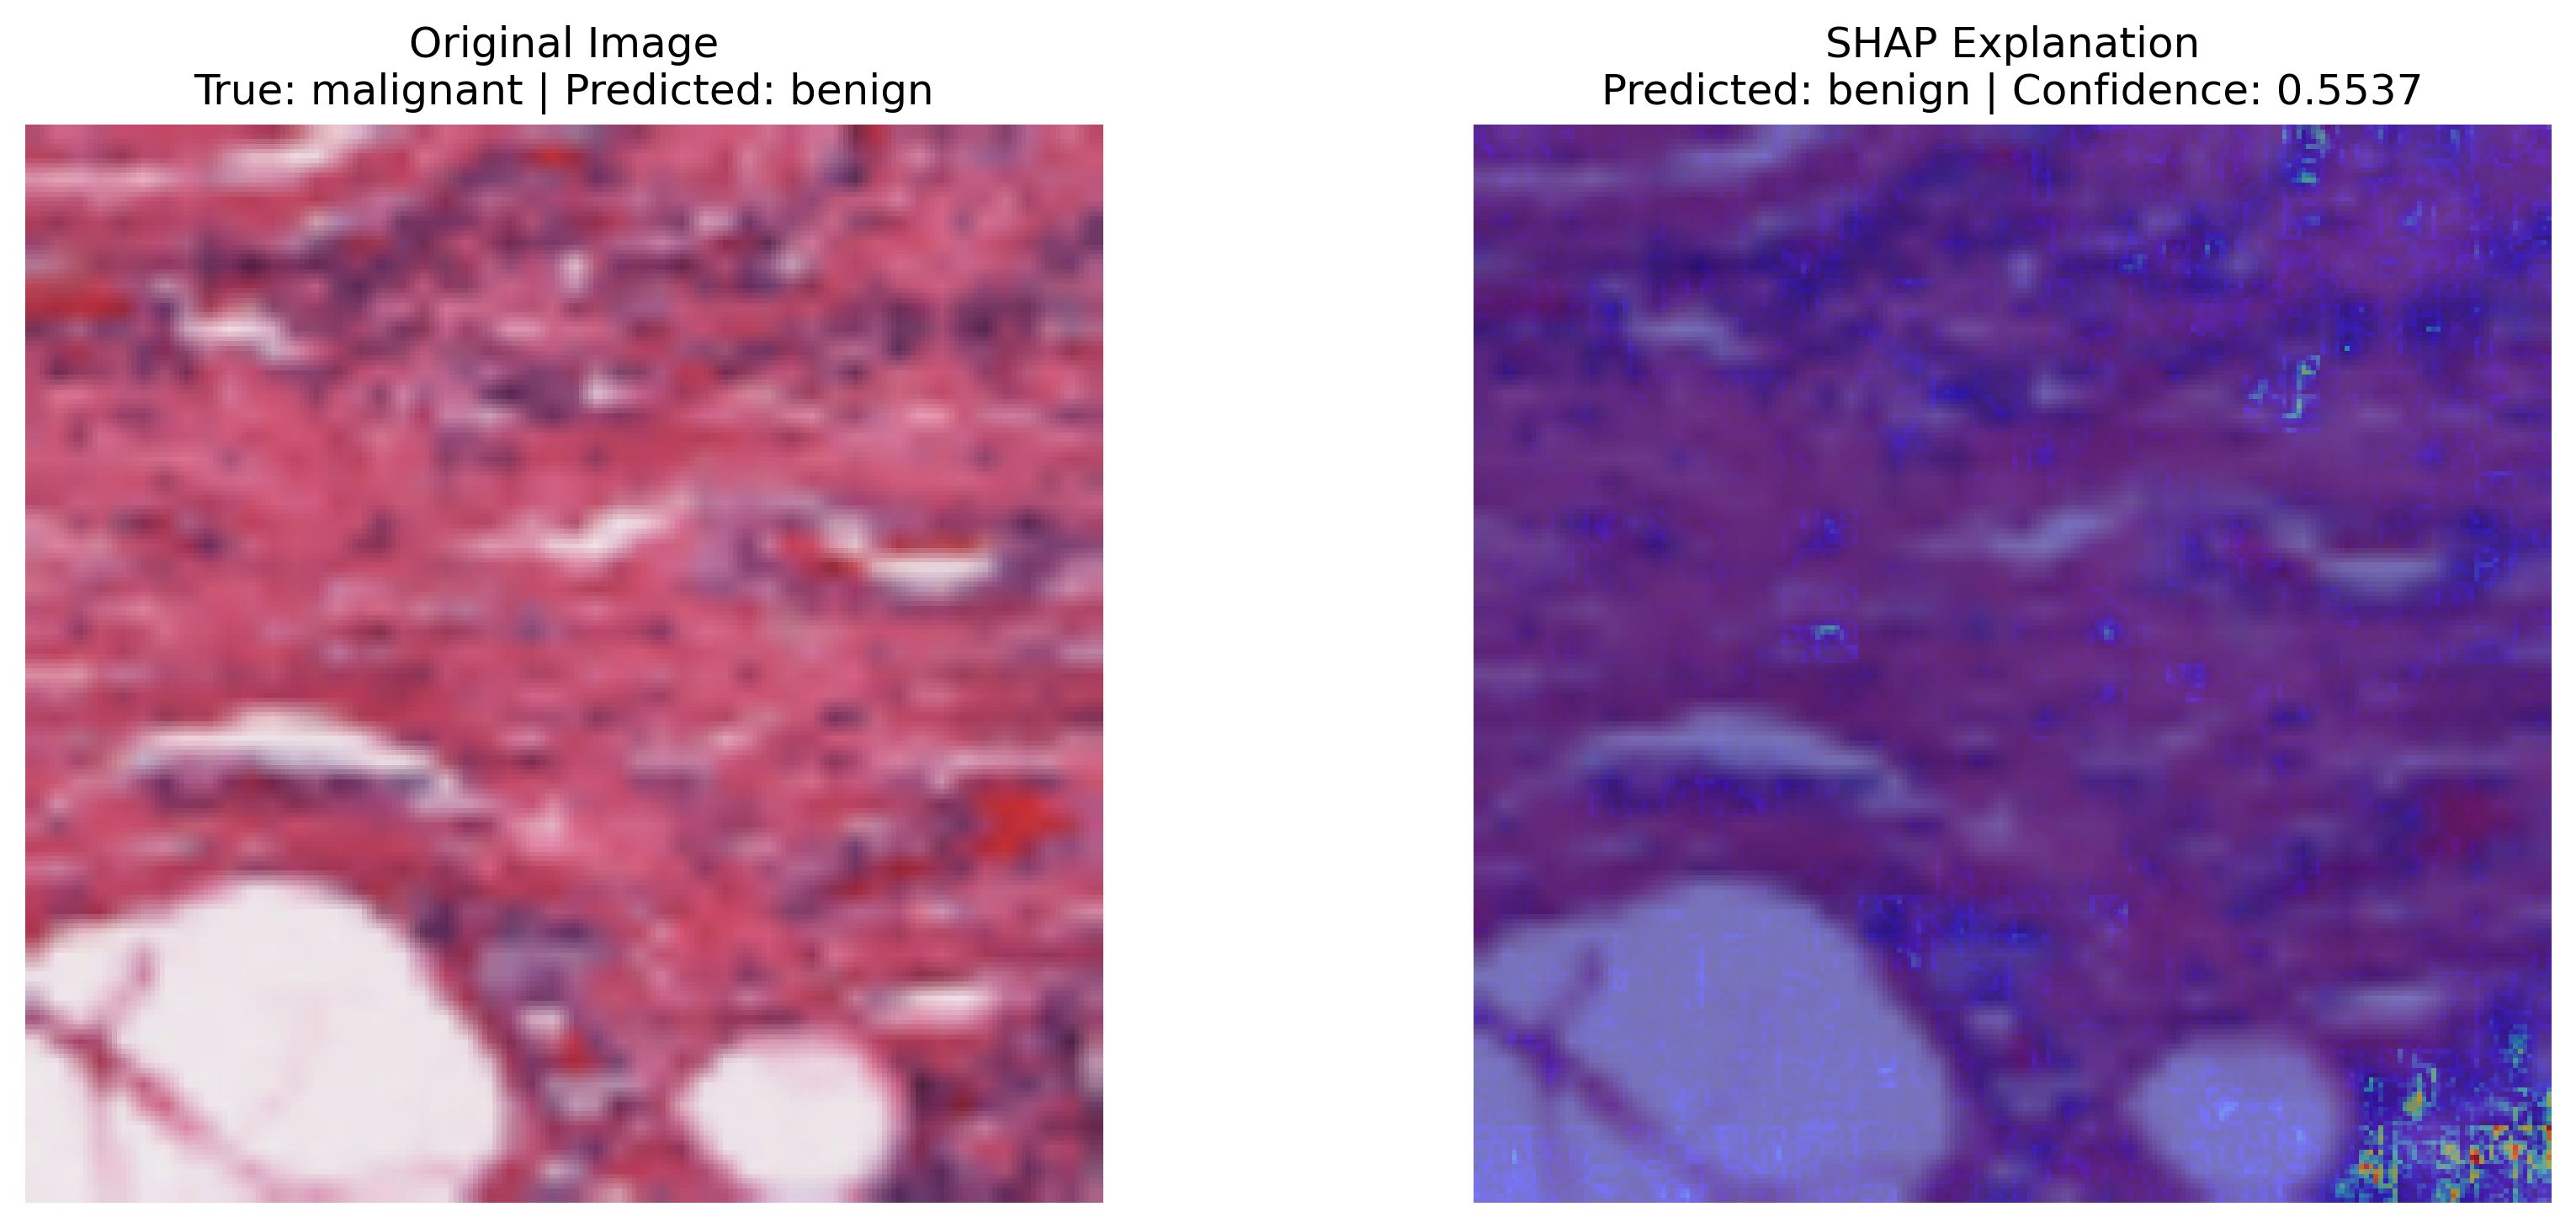 Original Image
True: malignant | Predicted: benign
SHAP Explanation
Predicted: benign | Confidence: 0.5537